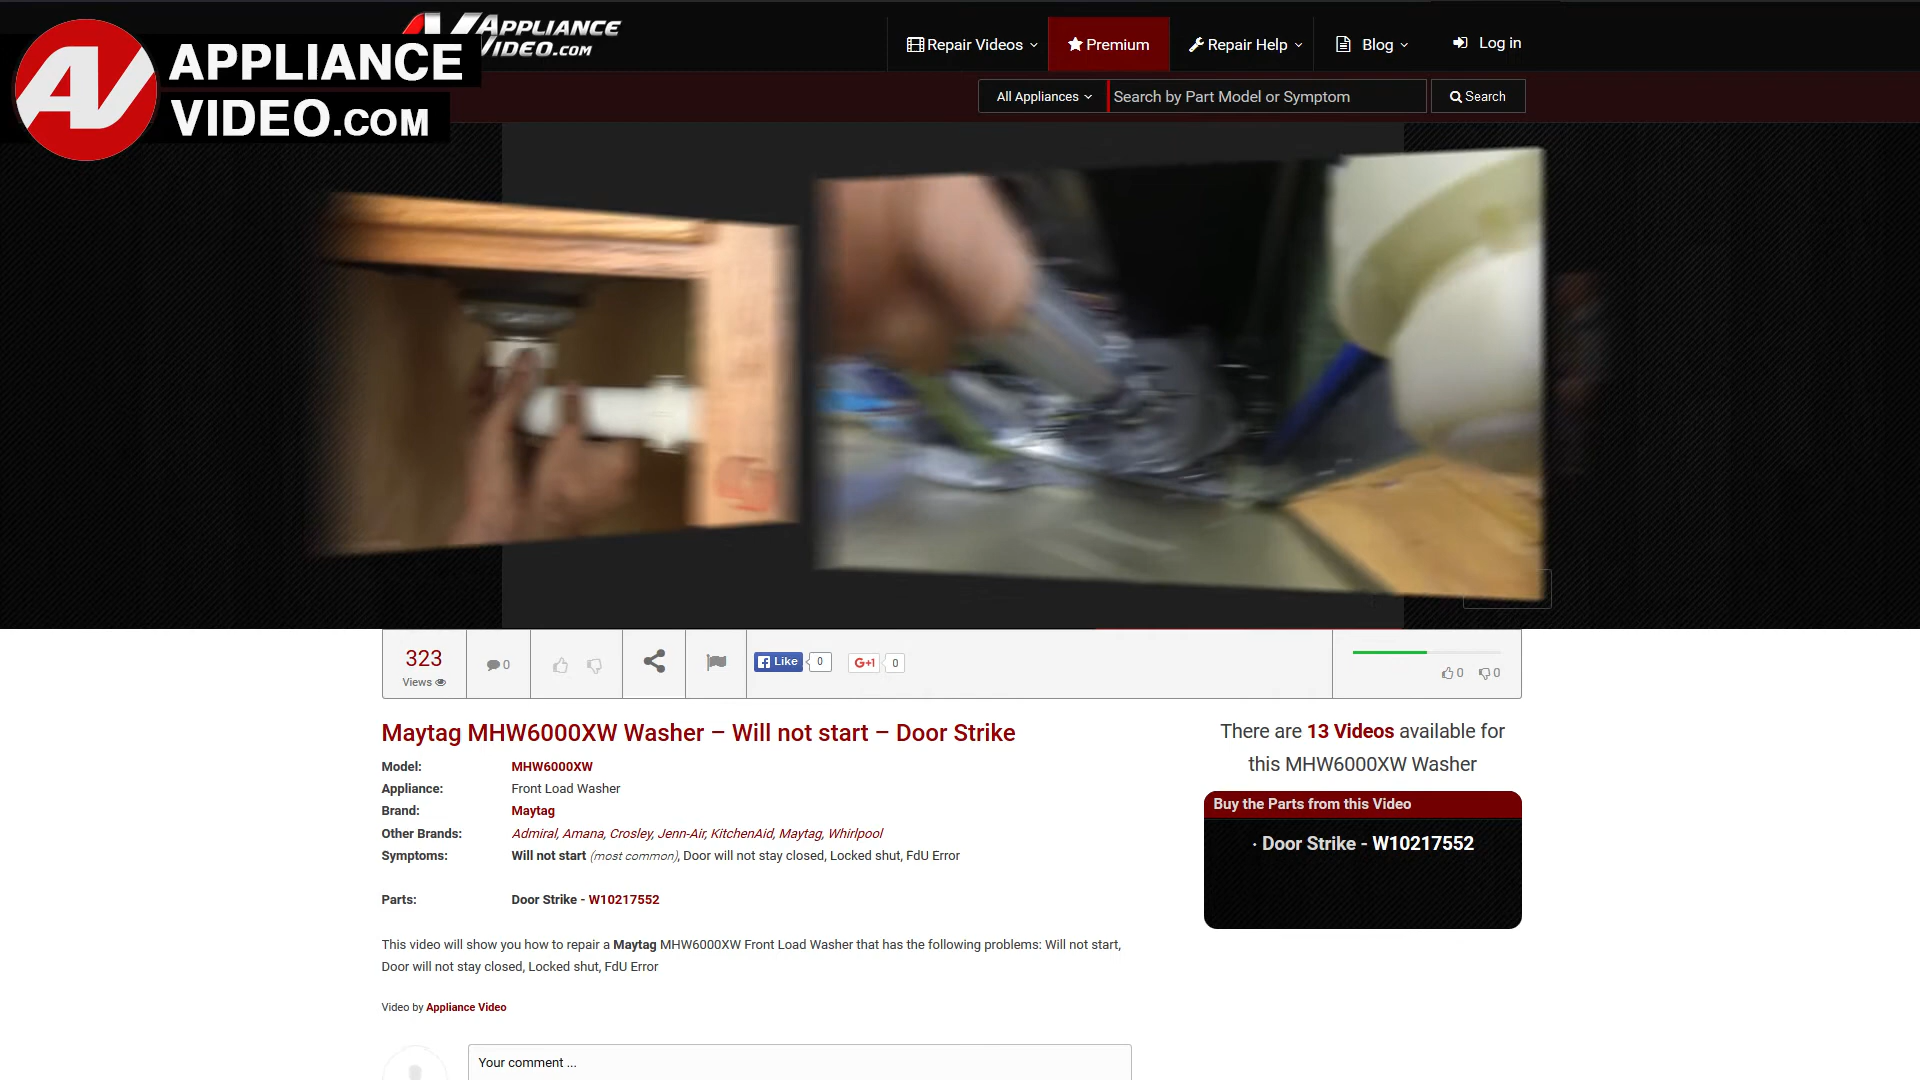 APPLIANCE
VIDEO.COM
APPLIANCE
VIDEO.COM
Repair Videos
Premium
Repair Help
Blog
Log in
All Appliances
Search by Part Model or Symptom
Search
323
Views
0
Like
0
G+1
0
0
0
Maytag MHW6000XW Washer – Will not start – Door Strike
Model: MHW6000XW
Appliance: Front Load Washer
Brand: Maytag
Other Brands: Admiral, Amana, Crosley, Jenn-Air, KitchenAid, Maytag, Whirlpool
Symptoms: Will not start (most common), Door will not stay closed, Locked shut, FdU Error
Parts: Door Strike - W10217552
This video will show you how to repair a Maytag MHW6000XW Front Load Washer that has the following problems: Will not start,
Door will not stay closed, Locked shut, FdU Error
Video by Appliance Video
Your comment ...
There are 13 Videos available for
this MHW6000XW Washer
Buy the Parts from this Video
· Door Strike - W10217552